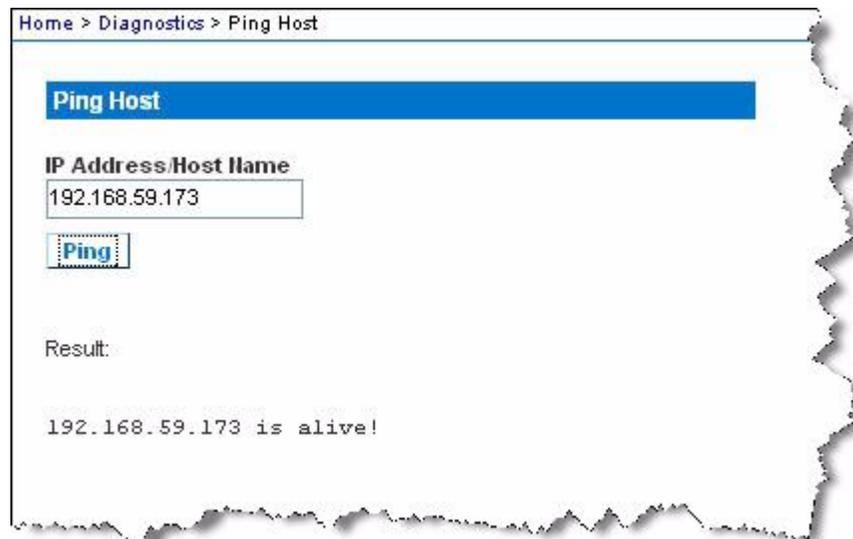 Home > Diagnostics > Ping Host
Ping Host
IP Address/Host Name
192.168.59.173
Ping
Result:
192.168.59.173 is alive!